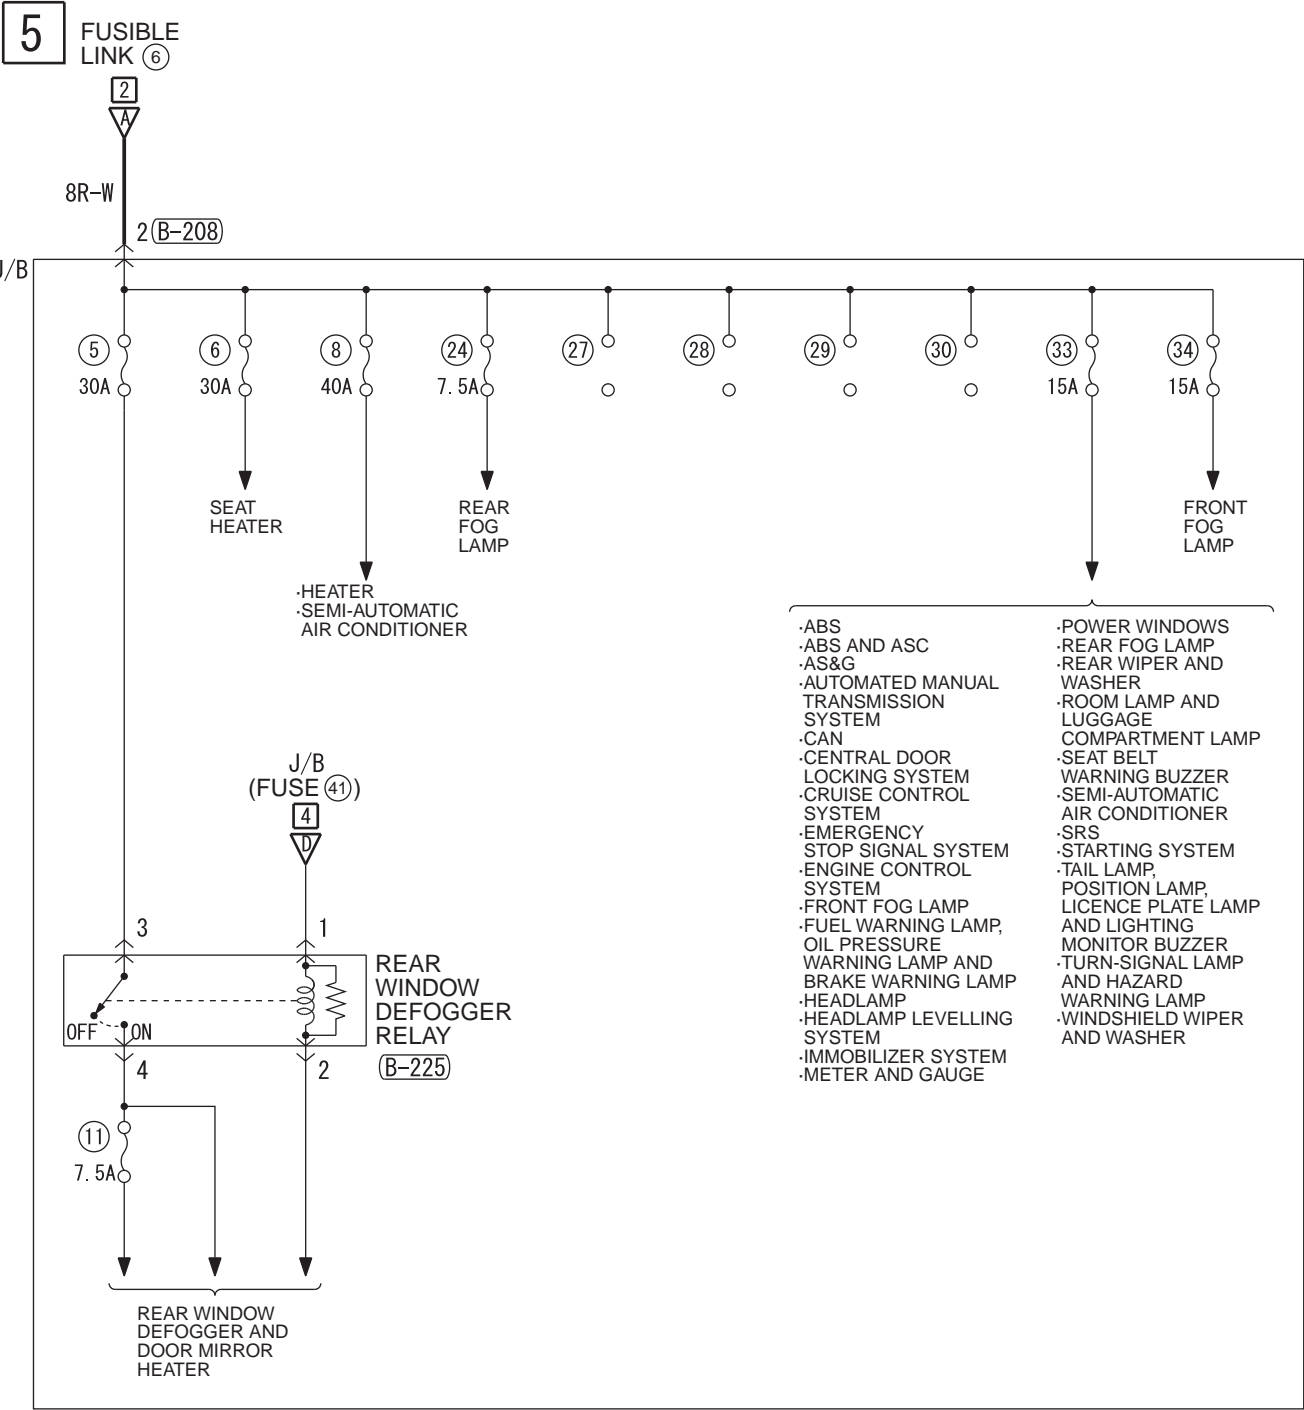 5
FUSIBLE
LINK 6
2
A
8R-W
2 B-208
J/B
5
30A
6
30A
8
40A
24
7.5A
27
28
29
30
33
15A
34
15A
SEAT
HEATER
REAR
FOG
LAMP
FRONT
FOG
LAMP
·HEATER
·SEMI-AUTOMATIC
AIR CONDITIONER
·ABS
·ABS AND ASC
·AS&G
·AUTOMATED MANUAL
TRANSMISSION
SYSTEM
·CAN
·CENTRAL DOOR
LOCKING SYSTEM
·CRUISE CONTROL
SYSTEM
·EMERGENCY
STOP SIGNAL SYSTEM
·ENGINE CONTROL
SYSTEM
·FRONT FOG LAMP
·FUEL WARNING LAMP,
OIL PRESSURE
WARNING LAMP AND
BRAKE WARNING LAMP
·HEADLAMP
·HEADLAMP LEVELLING
SYSTEM
·IMMOBILIZER SYSTEM
·METER AND GAUGE
·POWER WINDOWS
·REAR FOG LAMP
·REAR WIPER AND
WASHER
·ROOM LAMP AND
LUGGAGE
COMPARTMENT LAMP
·SEAT BELT
WARNING BUZZER
·SEMI-AUTOMATIC
AIR CONDITIONER
·SRS
·STARTING SYSTEM
·TAIL LAMP,
POSITION LAMP,
LICENCE PLATE LAMP
AND LIGHTING
MONITOR BUZZER
·TURN-SIGNAL LAMP
AND HAZARD
WARNING LAMP
·WINDSHIELD WIPER
AND WASHER
J/B
(FUSE 41)
4
D
3
1
REAR
WINDOW
DEFOGGER
RELAY
B-225
OFF
ON
4
2
11
7.5A
REAR WINDOW
DEFOGGER AND
DOOR MIRROR
HEATER